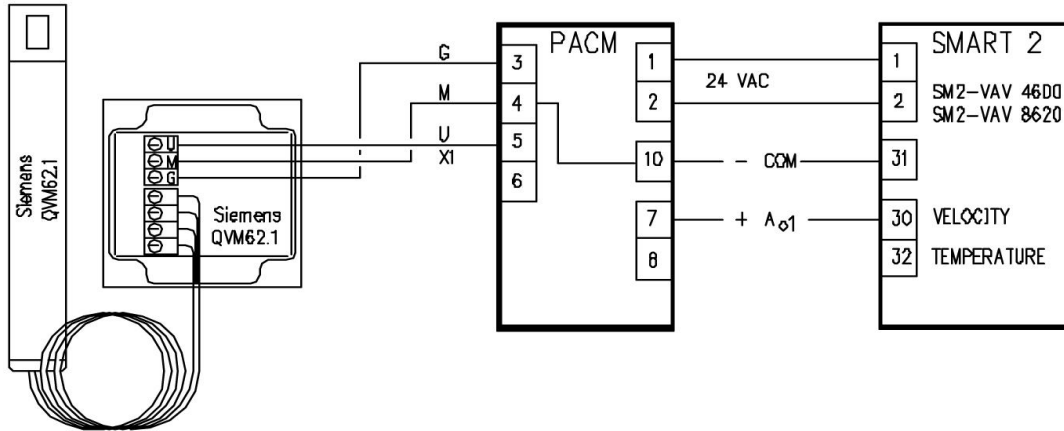 Siemens
QVM62.1
U
M
G
Siemens
QVM62.1
G
M
U
X1
PACM
3
4
5
6
1
2
10
7
8
24 VAC
- COM
+ Ao1
SMART 2
1
2
SM2-VAV 46D0
SM2-VAV 8620
31
30 VELOCITY
32 TEMPERATURE